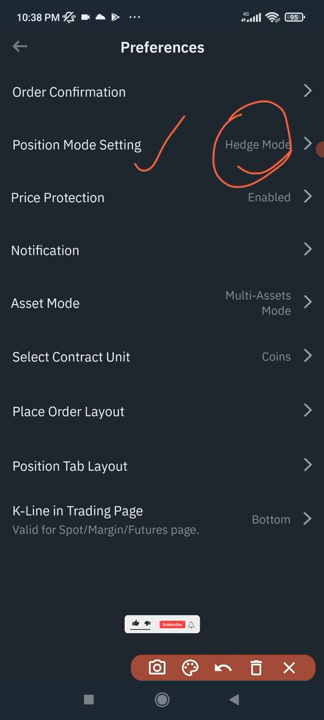 10:38 PM 4G 95
Preferences
Order Confirmation
Position Mode Setting Hedge Mode
Price Protection Enabled
Notification
Asset Mode Multi-Assets
Mode
Select Contract Unit Coins
Place Order Layout
Position Tab Layout
K-Line in Trading Page Bottom
Valid for Spot/Margin/Futures page.
Subscribe